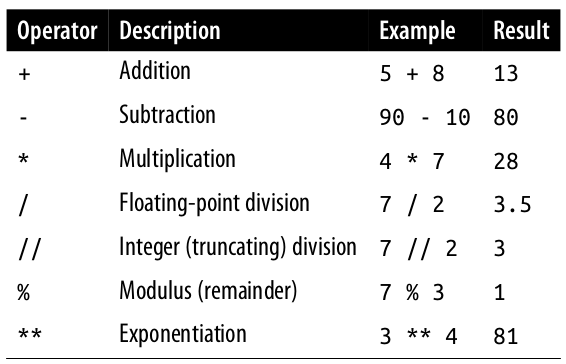 Operator Description Example Result
+ Addition 5 + 8 13
- Subtraction 90 - 10 80
* Multiplication 4 * 7 28
/ Floating-point division 7 / 2 3.5
// Integer (truncating) division 7 // 2 3
% Modulus (remainder) 7 % 3 1
** Exponentiation 3 ** 4 81